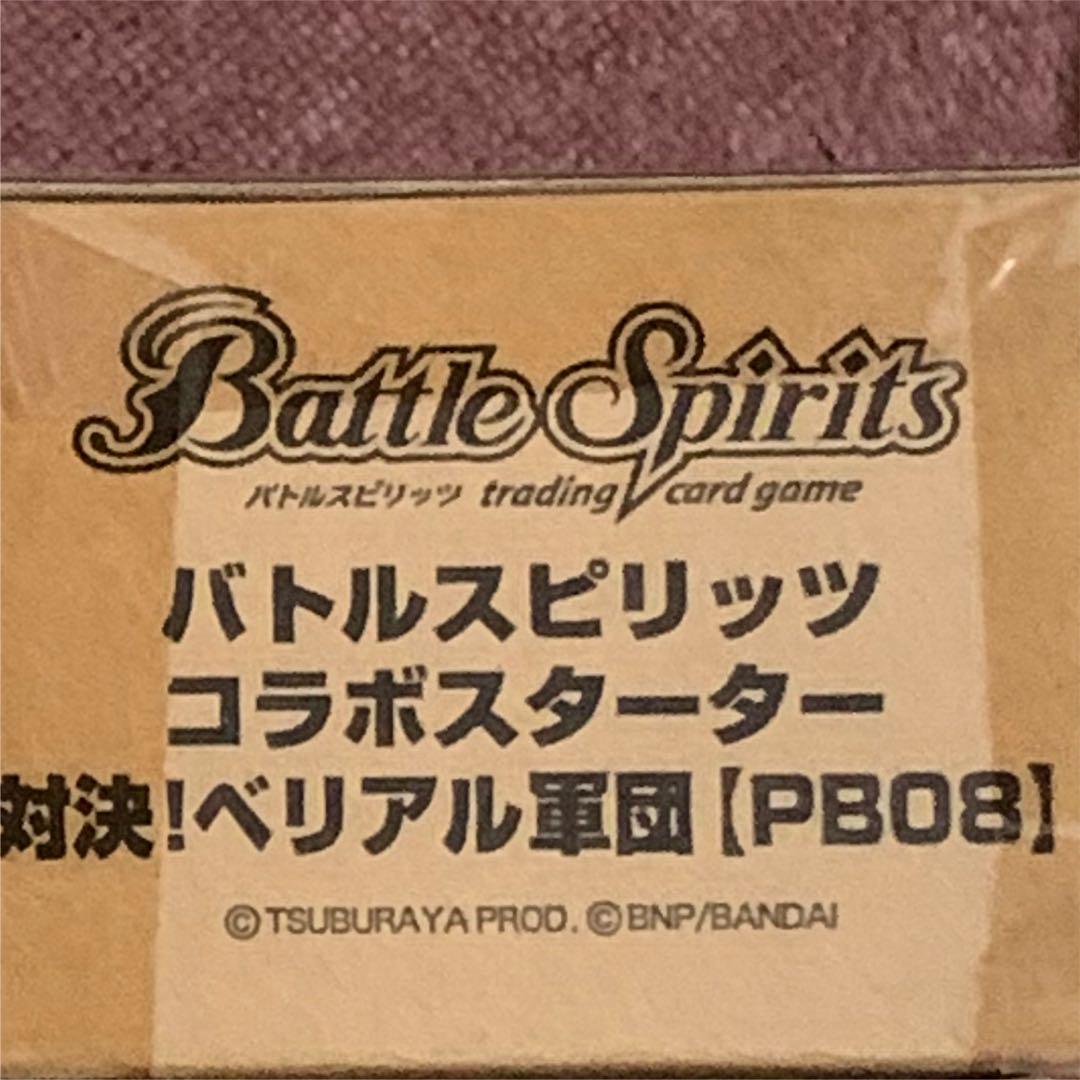 Battle Spirits
バトルスピリッツ trading card game
バトルスピリッツ
コラボスターター
対決!ベリアル軍団【PB08】
©TSUBURAYA PROD. ©BNP/BANDAI